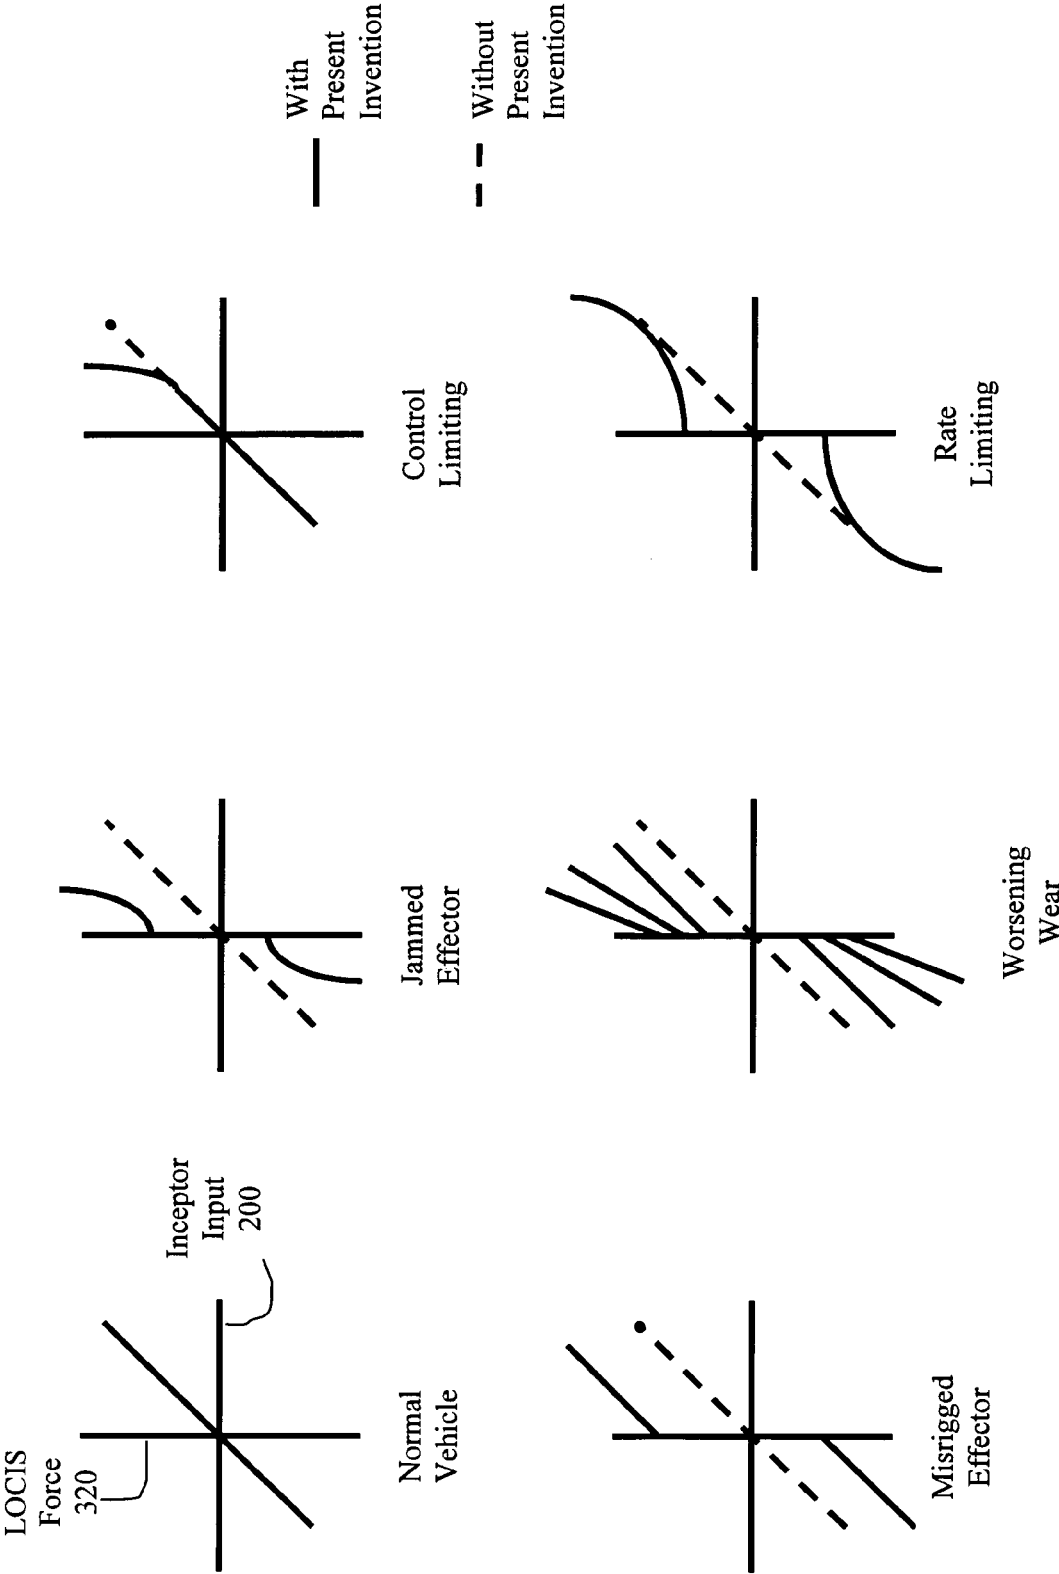 LOCIS
Force
320
Inceptor
Input
200
Normal
Vehicle
Jammed
Effector
Control
Limiting
With
Present
Invention
Without
Present
Invention
Misrigged
Effector
Worsening
Wear
Rate
Limiting